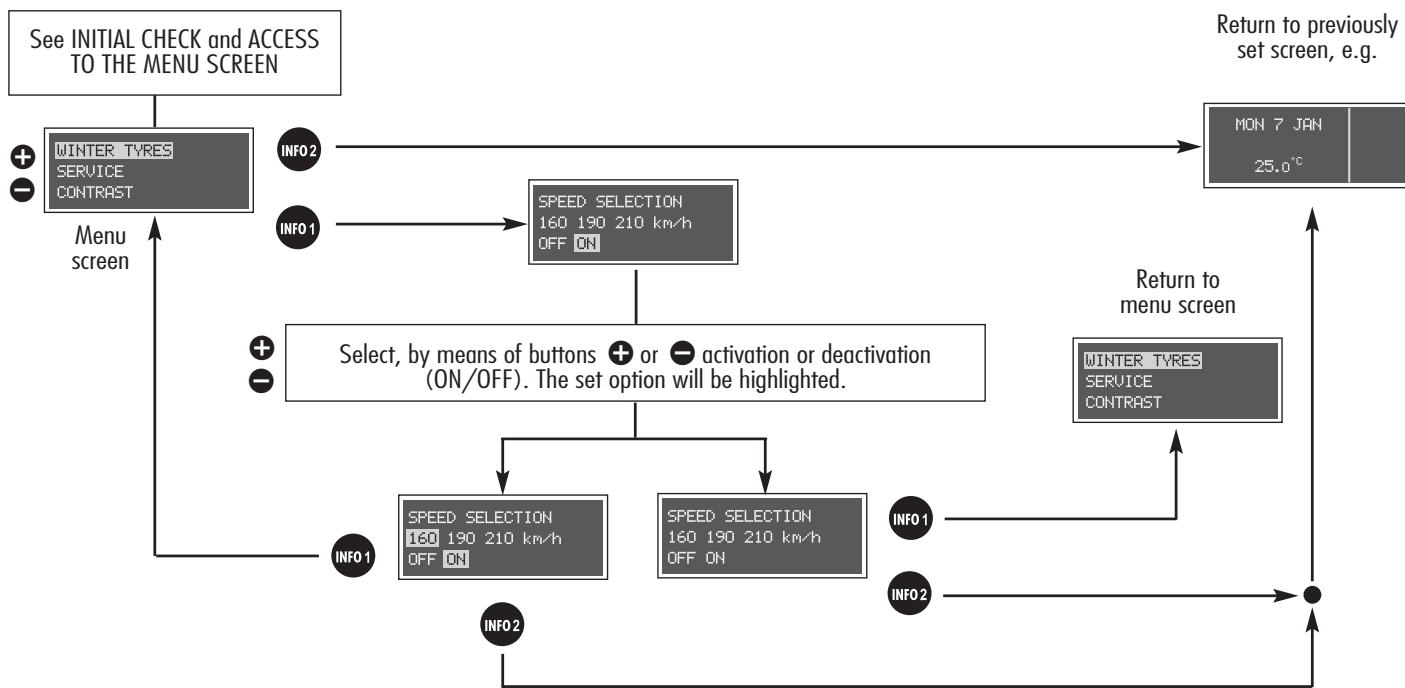 See INITIAL CHECK and ACCESS
TO THE MENU SCREEN
Return to previously
set screen, e.g.
WINTER TYRES
SERVICE
CONTRAST
Menu
screen
INFO 2
MON 7 JAN
25.0°C
INFO 1
SPEED SELECTION
160 190 210 km/h
OFF ON
Return to
menu screen
Select, by means of buttons + or - activation or deactivation
(ON/OFF). The set option will be highlighted.
WINTER TYRES
SERVICE
CONTRAST
INFO 1
SPEED SELECTION
160 190 210 km/h
OFF ON
SPEED SELECTION
160 190 210 km/h
OFF ON
INFO 1
INFO 2
INFO 2